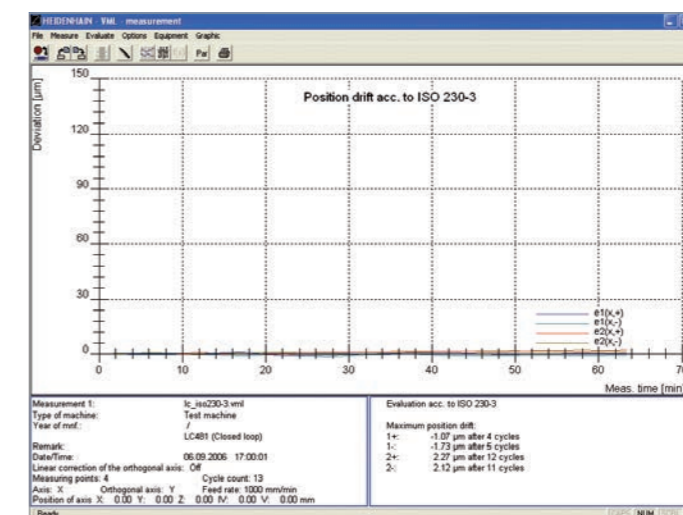 HEIDENHAIN - VML - measurement
File Measure Evaluate Options Equipment Graphic
Par
Deviation [µm]
Position drift acc. to ISO 230-3
150
120
90
60
30
0
0 10 20 30 40 50 60 70
e1(x,+)
e1(x,-)
e2(x,+)
e2(x,-)
Meas. time [min]
Measurement 1: lc_iso230-3.vml
Type of machine: Test machine
Year of mnf.: /
LC481 (Closed loop)
Remark:
Date/Time: 06.09.2006 17:00:01
Linear correction of the orthogonal axis: Off
Measuring points: 4 Cycle count: 13
Axis: X Orthogonal axis: Y Feed rate: 1000 mm/min
Position of axis X: 0.00 Y: 0.00 Z: 0.00 IV: 0.00 V: 0.00 mm
Evaluation acc. to ISO 230-3
Maximum position drift:
1+: -1.07 µm after 4 cycles
1-: -1.73 µm after 5 cycles
2+: 2.27 µm after 12 cycles
2-: 2.12 µm after 11 cycles
Ready
NUM